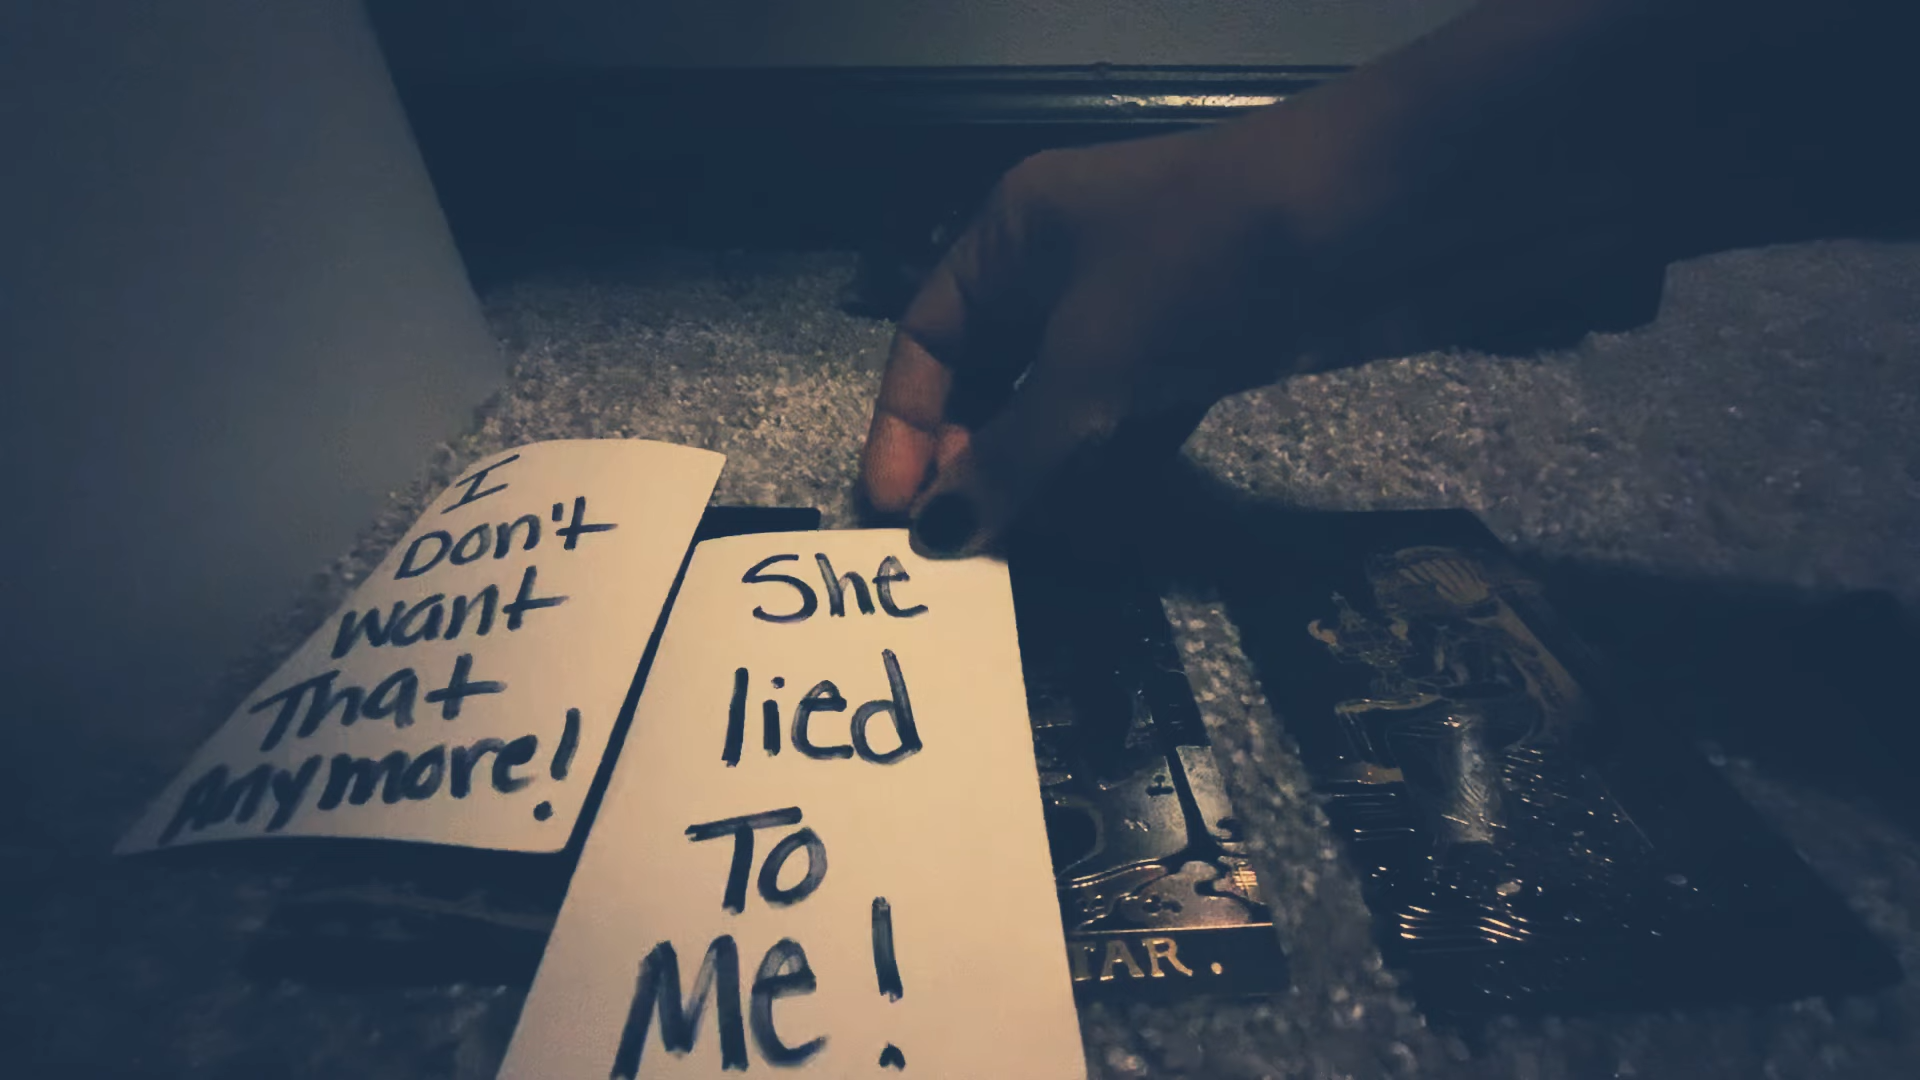 I
Don't
want
That
Anymore!
She
lied
To
Me!
TAR.